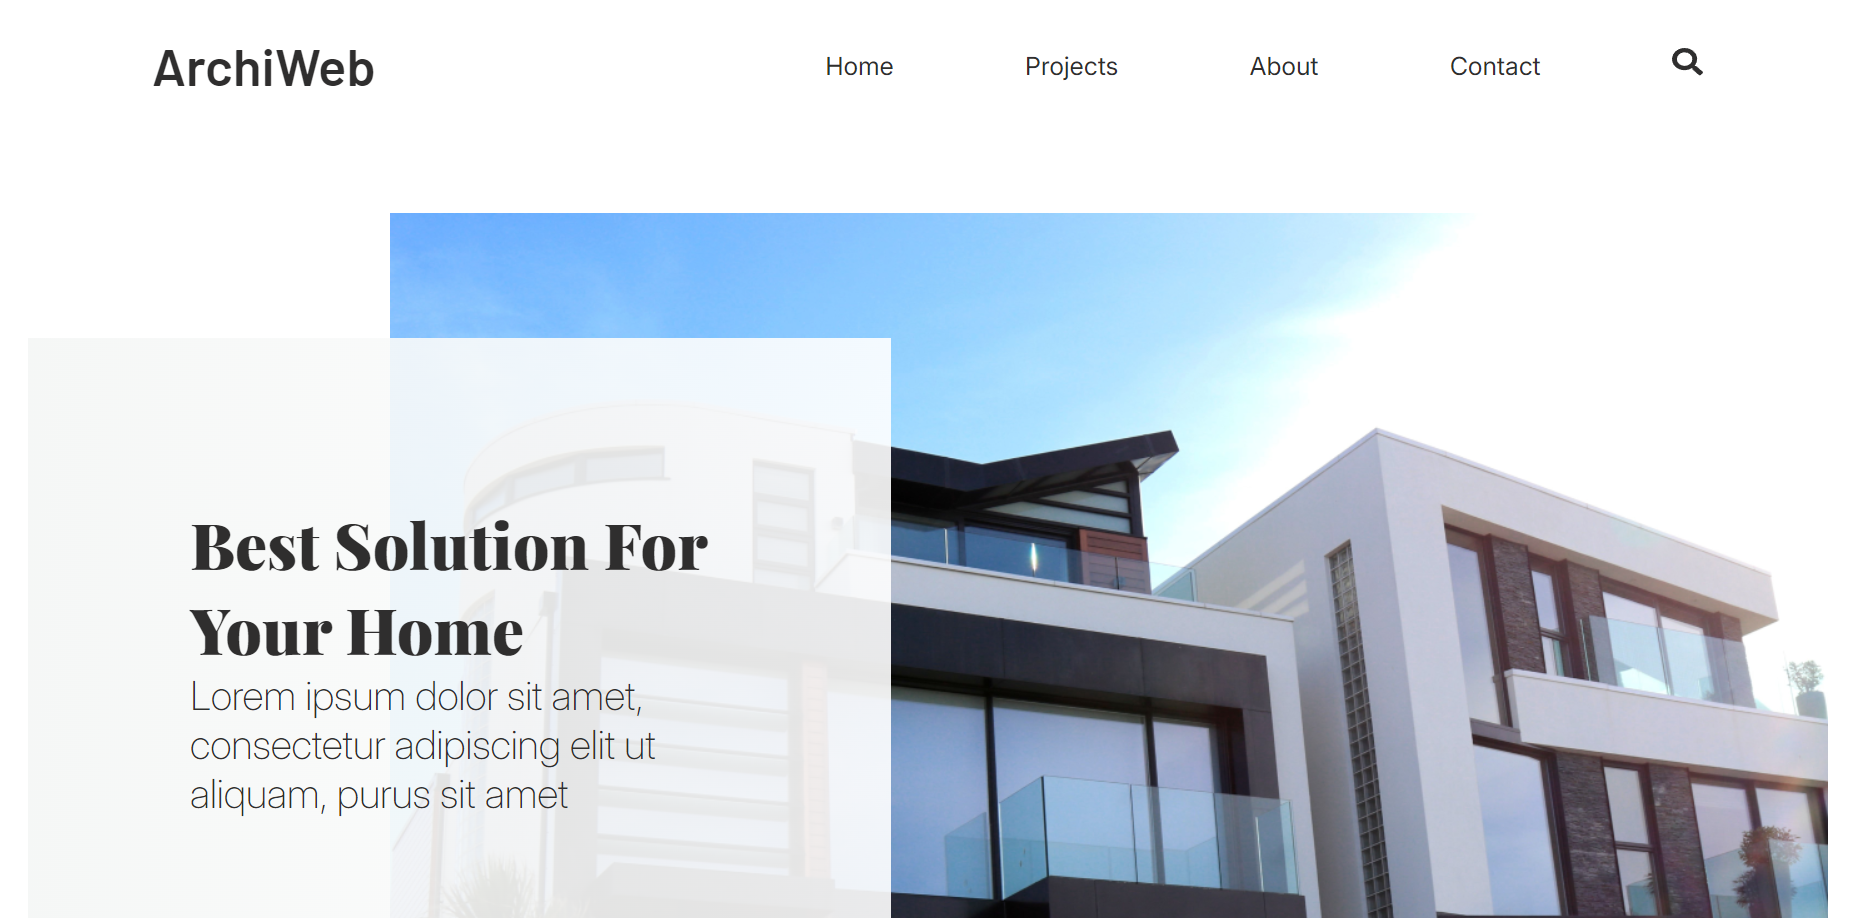 ArchiWeb
Home Projects About Contact
Best Solution For
Your Home
Lorem ipsum dolor sit amet,
consectetur adipiscing elit ut
aliquam, purus sit amet